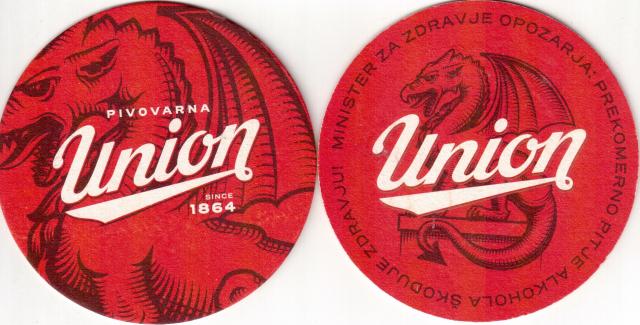 PIVOVARNA
Union
SINCE
1864
MINISTER ZA ZDRAVJE OPOZARJA: PREKOMERNO PITJE ALKOHOLA ŠKODUJE ZDRAVJU!
Union